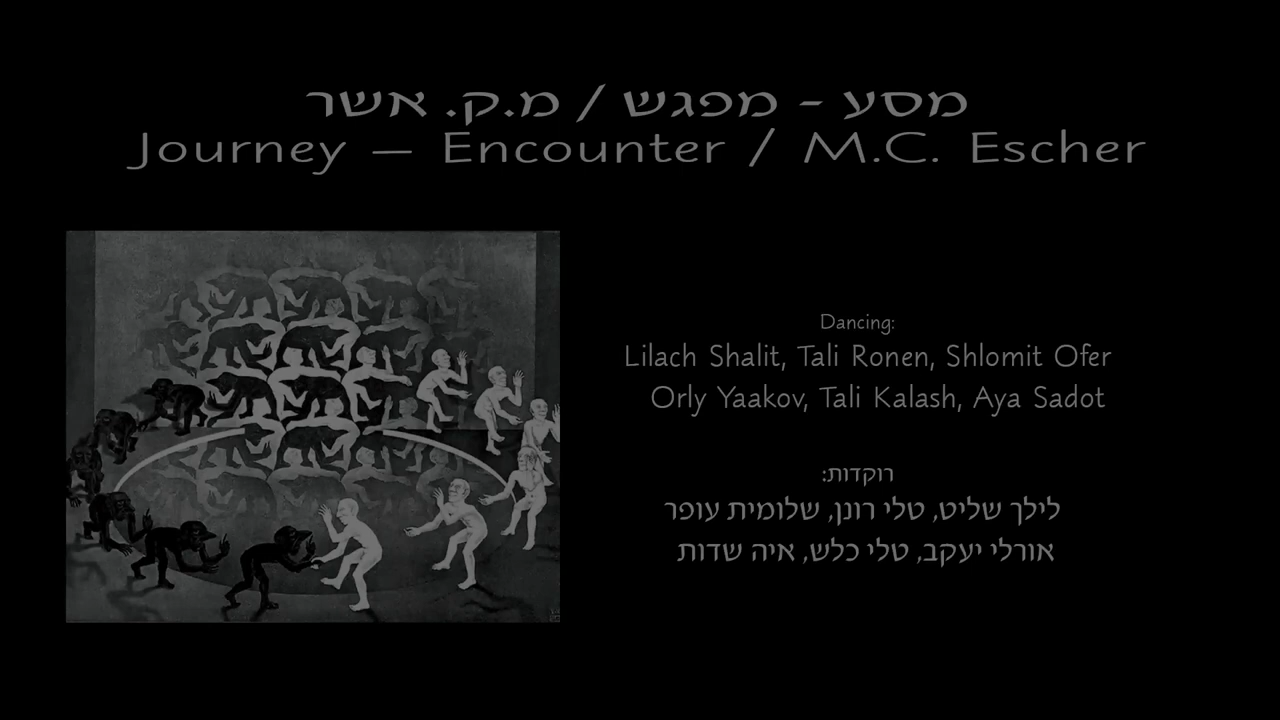 מסע - מפגש / מ.ק. אשר
Journey – Encounter / M.C. Escher
Dancing:
Lilach Shalit, Tali Ronen, Shlomit Ofer
Orly Yaakov, Tali Kalash, Aya Sadot
רוקדות:
לילך שליט, טלי רונן, שלומית עופר
אורלי יעקב, טלי כלש, איה שדות